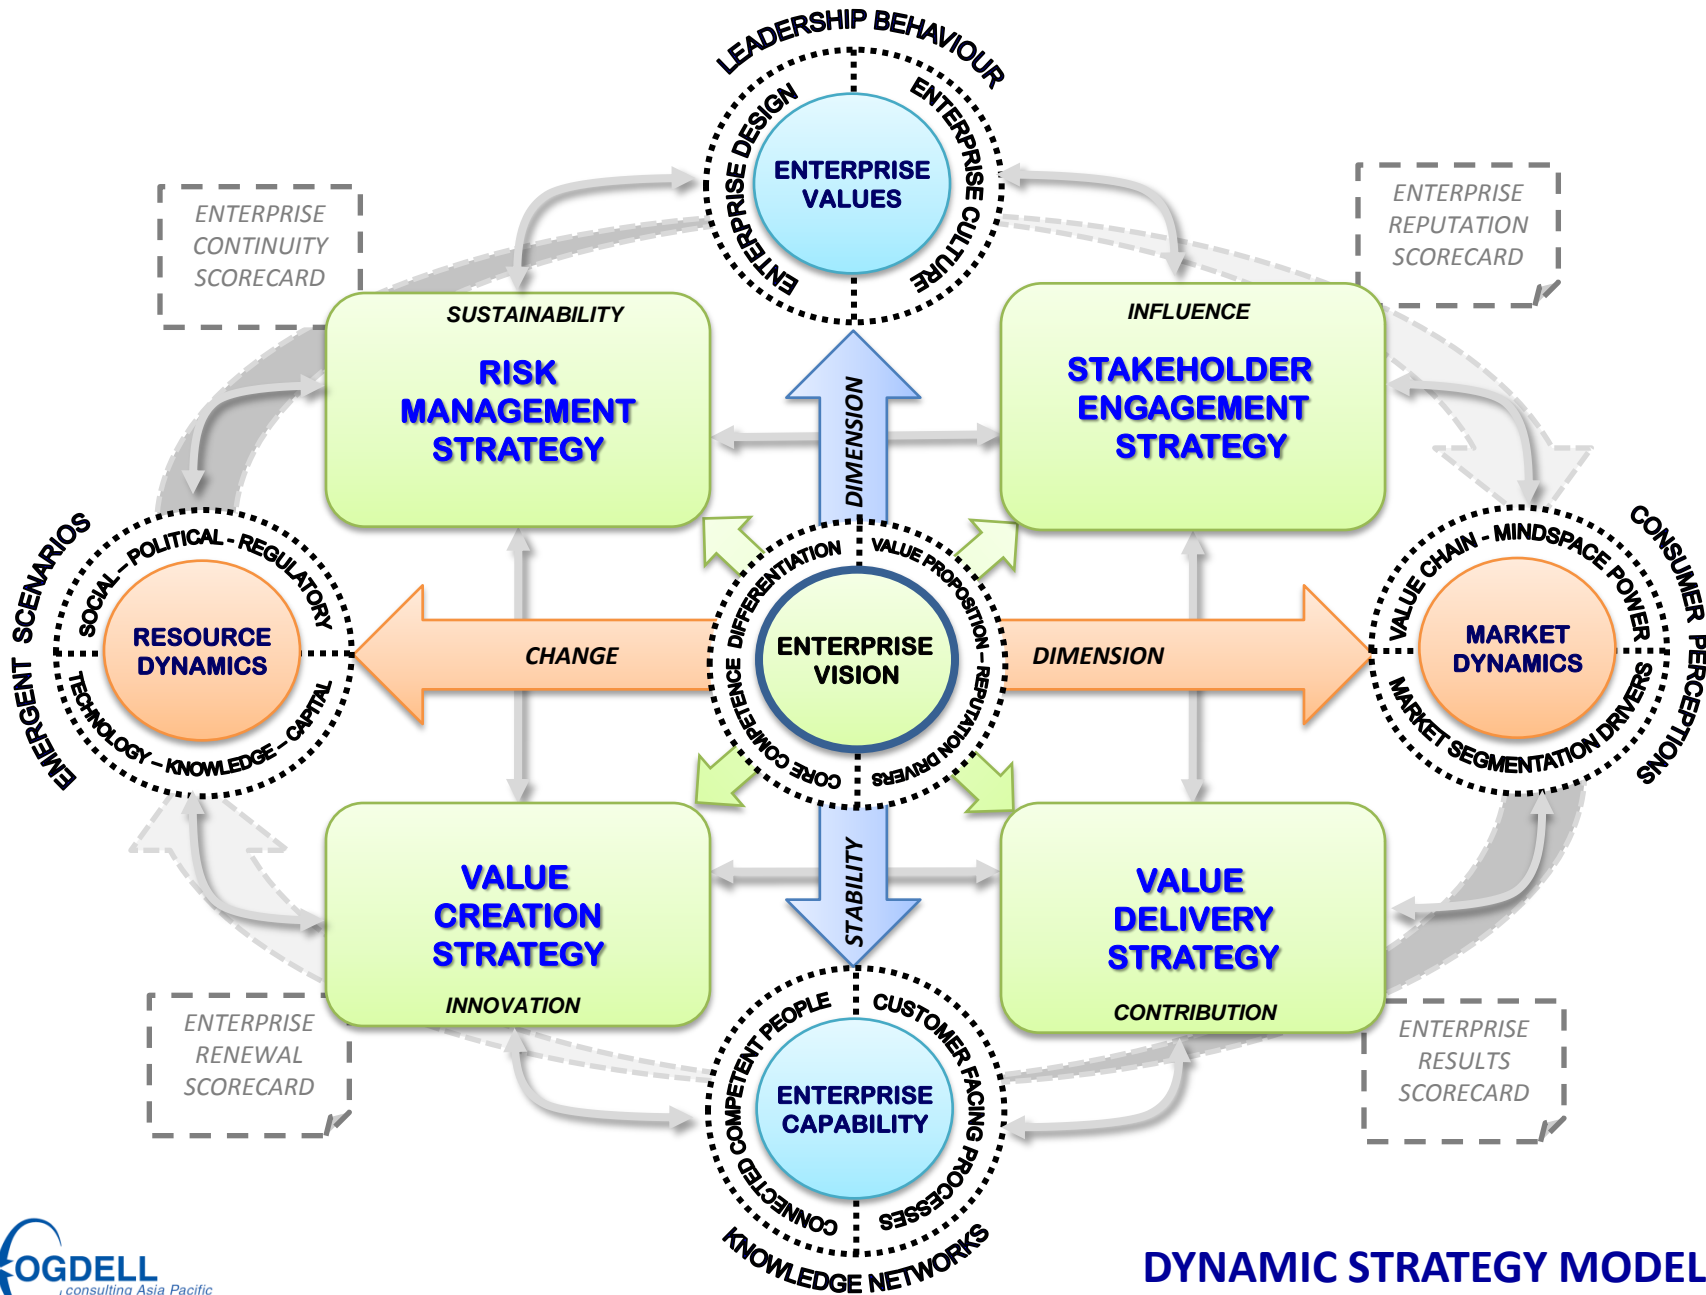 LEADERSHIP BEHAVIOUR
ENTERPRISE DESIGN
ENTERPRISE CULTURE
ENTERPRISE
VALUES
ENTERPRISE
CONTINUITY
SCORECARD
ENTERPRISE
REPUTATION
SCORECARD
SUSTAINABILITY
RISK
MANAGEMENT
STRATEGY
INFLUENCE
STAKEHOLDER
ENGAGEMENT
STRATEGY
DIMENSION
EMERGENT SCENARIOS
SOCIAL – POLITICAL - REGULATORY
RESOURCE
DYNAMICS
TECHNOLOGY – KNOWLEDGE – CAPITAL
CHANGE
CORE COMPETENCE DIFFERENTIATION
VALUE PROPOSITION – REPUTATION DRIVERS
ENTERPRISE
VISION
DIMENSION
VALUE CHAIN - MINDSPACE POWER
MARKET
DYNAMICS
MARKET SEGMENTATION DRIVERS
CONSUMER PERCEPTIONS
STABILITY
VALUE
CREATION
STRATEGY
INNOVATION
VALUE
DELIVERY
STRATEGY
CONTRIBUTION
ENTERPRISE
RENEWAL
SCORECARD
CONNECTED COMPETENT PEOPLE
CUSTOMER FACING PROCESSES
ENTERPRISE
CAPABILITY
KNOWLEDGE NETWORKS
ENTERPRISE
RESULTS
SCORECARD
OGDELL
consulting Asia Pacific
DYNAMIC STRATEGY MODEL